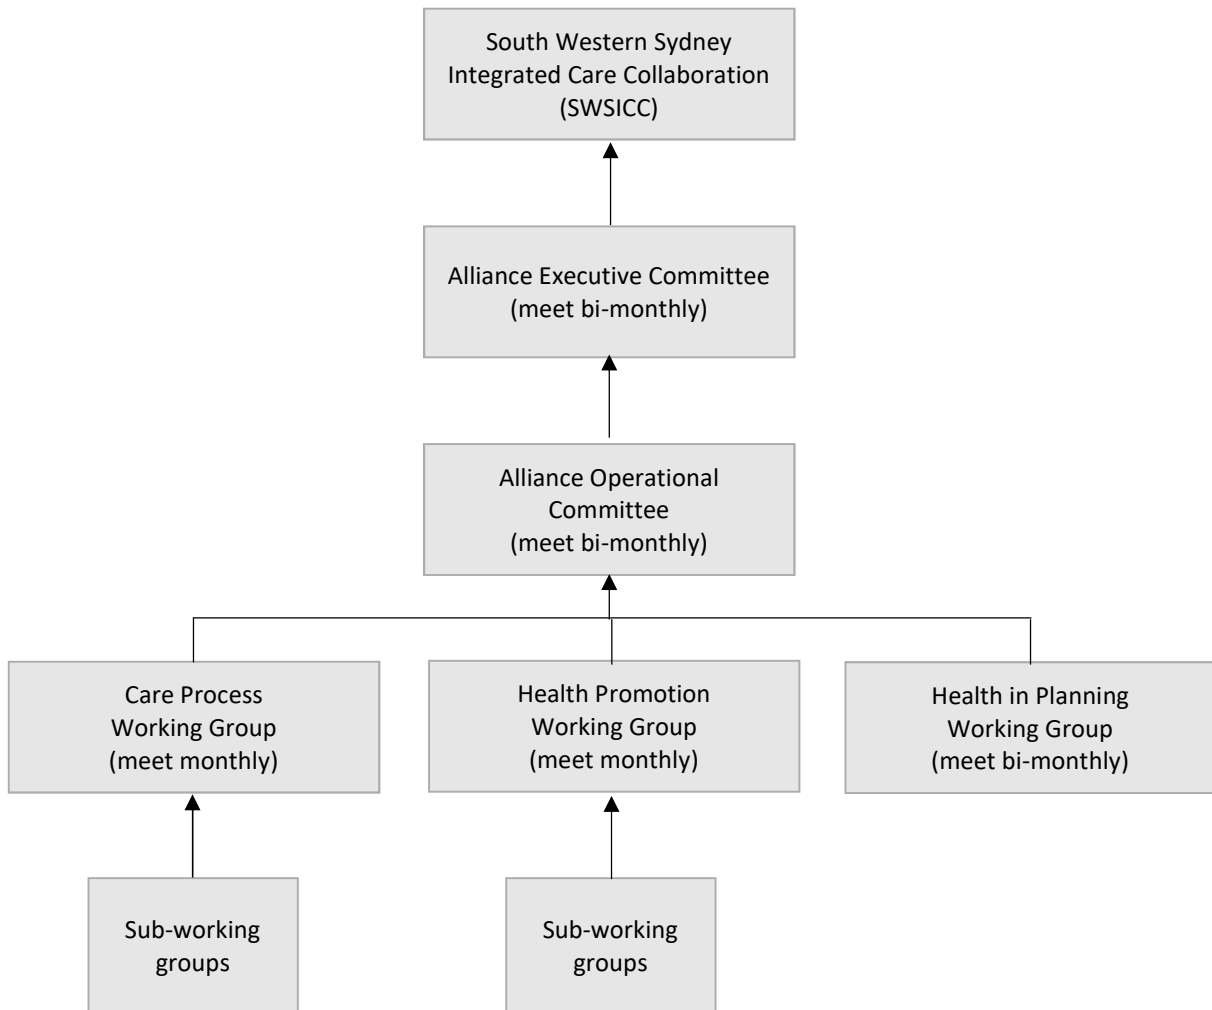 South Western Sydney
Integrated Care Collaboration
(SWSICC)
Alliance Executive Committee
(meet bi-monthly)
Alliance Operational
Committee
(meet bi-monthly)
Care Process
Working Group
(meet monthly)
Health Promotion
Working Group
(meet monthly)
Health in Planning
Working Group
(meet bi-monthly)
Sub-working
groups
Sub-working
groups